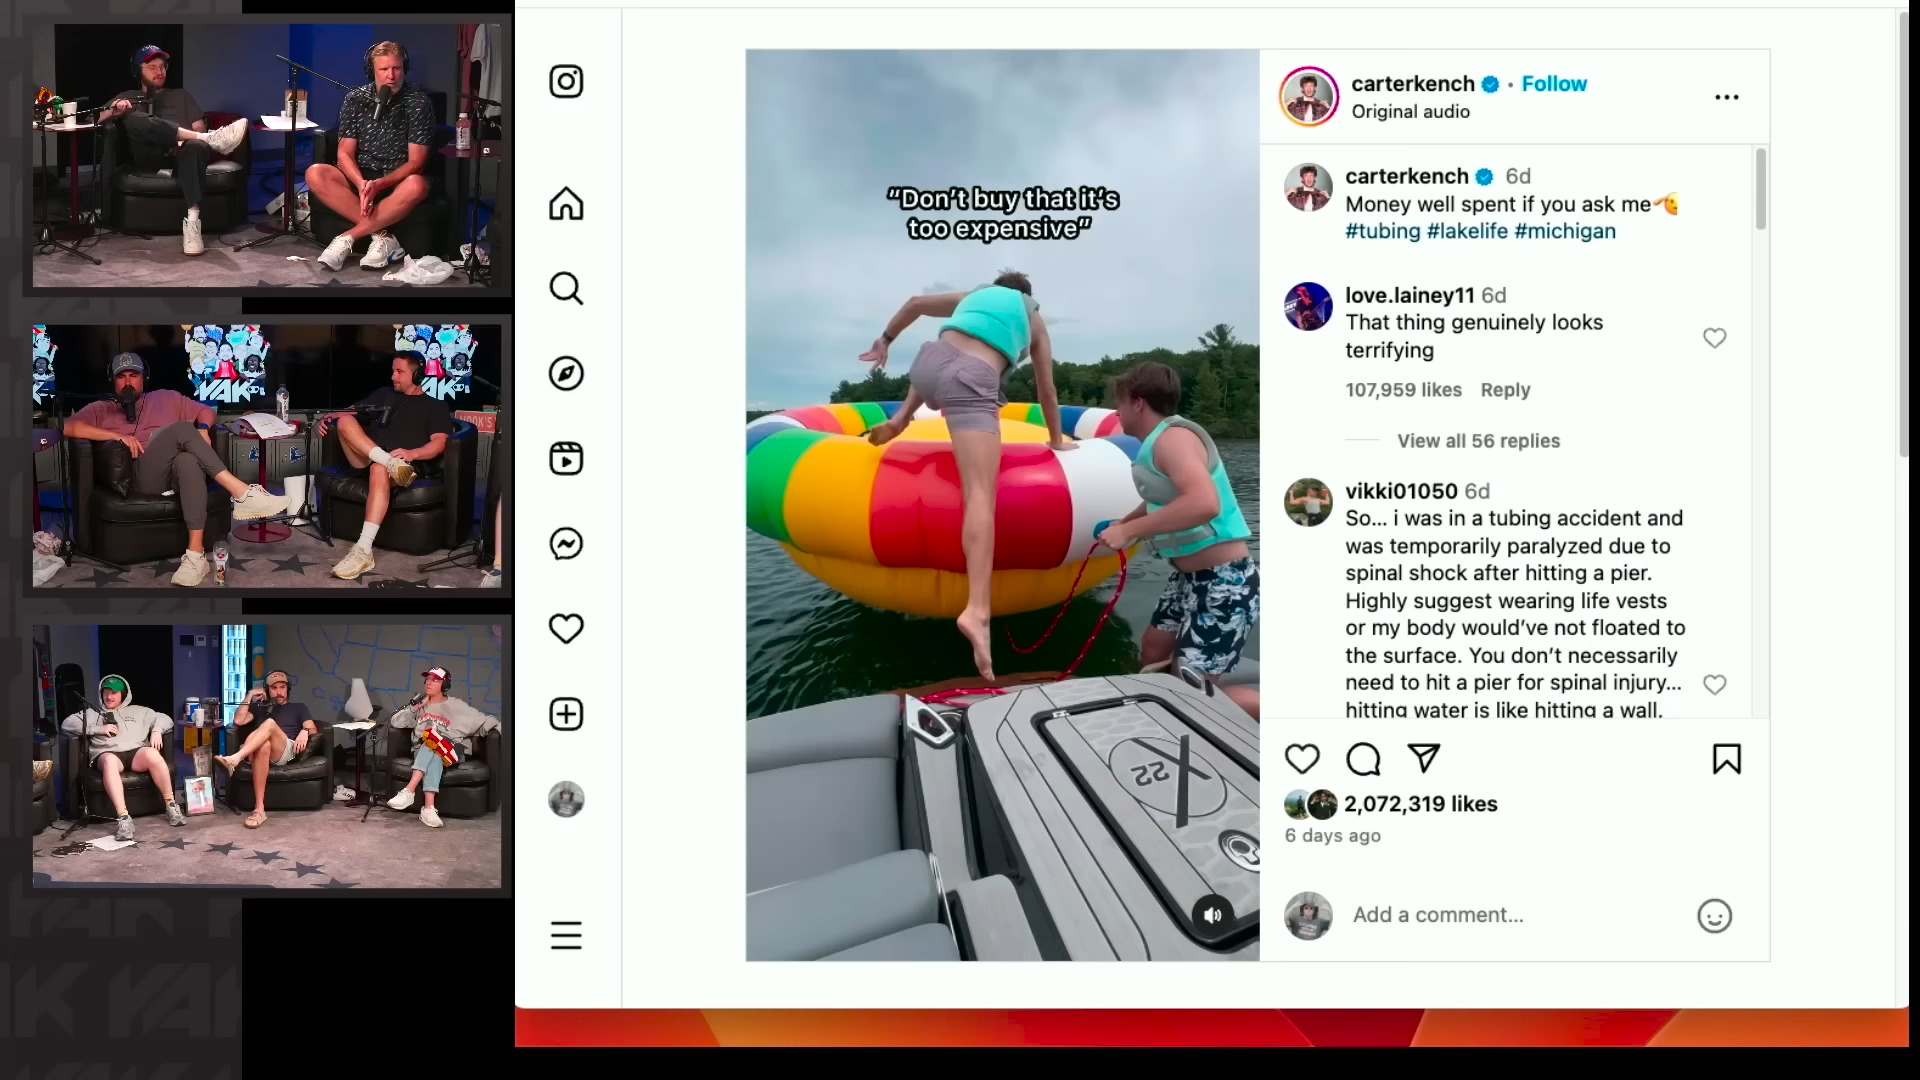 carterkench • Follow
Original audio
"Don't buy that it's
too expensive"
carterkench 6d
Money well spent if you ask me
#tubing #lakelife #michigan
love.lainey11 6d
That thing genuinely looks
terrifying
107,959 likes Reply
View all 56 replies
vikki01050 6d
So... i was in a tubing accident and
was temporarily paralyzed due to
spinal shock after hitting a pier.
Highly suggest wearing life vests
or my body would've not floated to
the surface. You don't necessarily
need to hit a pier for spinal injury...
hitting water is like hitting a wall.
2,072,319 likes
6 days ago
Add a comment...
YAK
YAK
X22